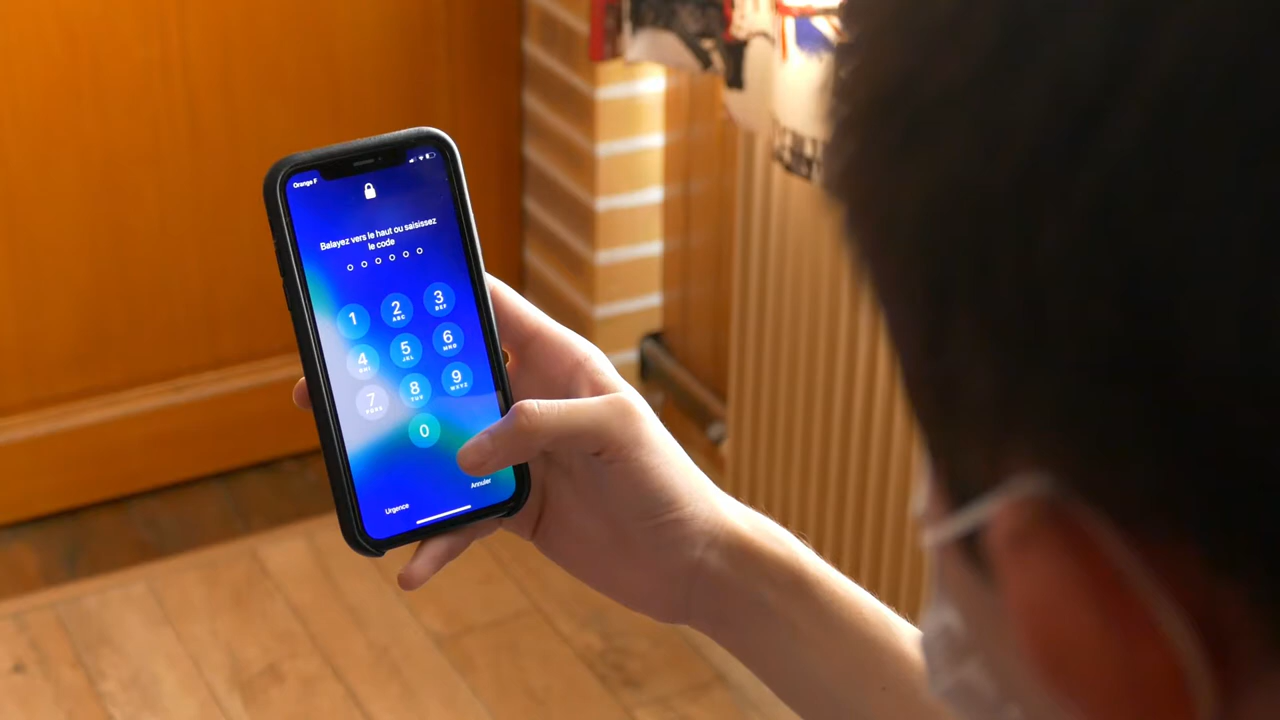 Orange F
Balayez vers le haut ou saisissez
le code
1
2
ABC
3
DEF
4
GHI
5
JKL
6
MNO
7
PQRS
8
TUV
9
WXYZ
0
Annuler
Urgence